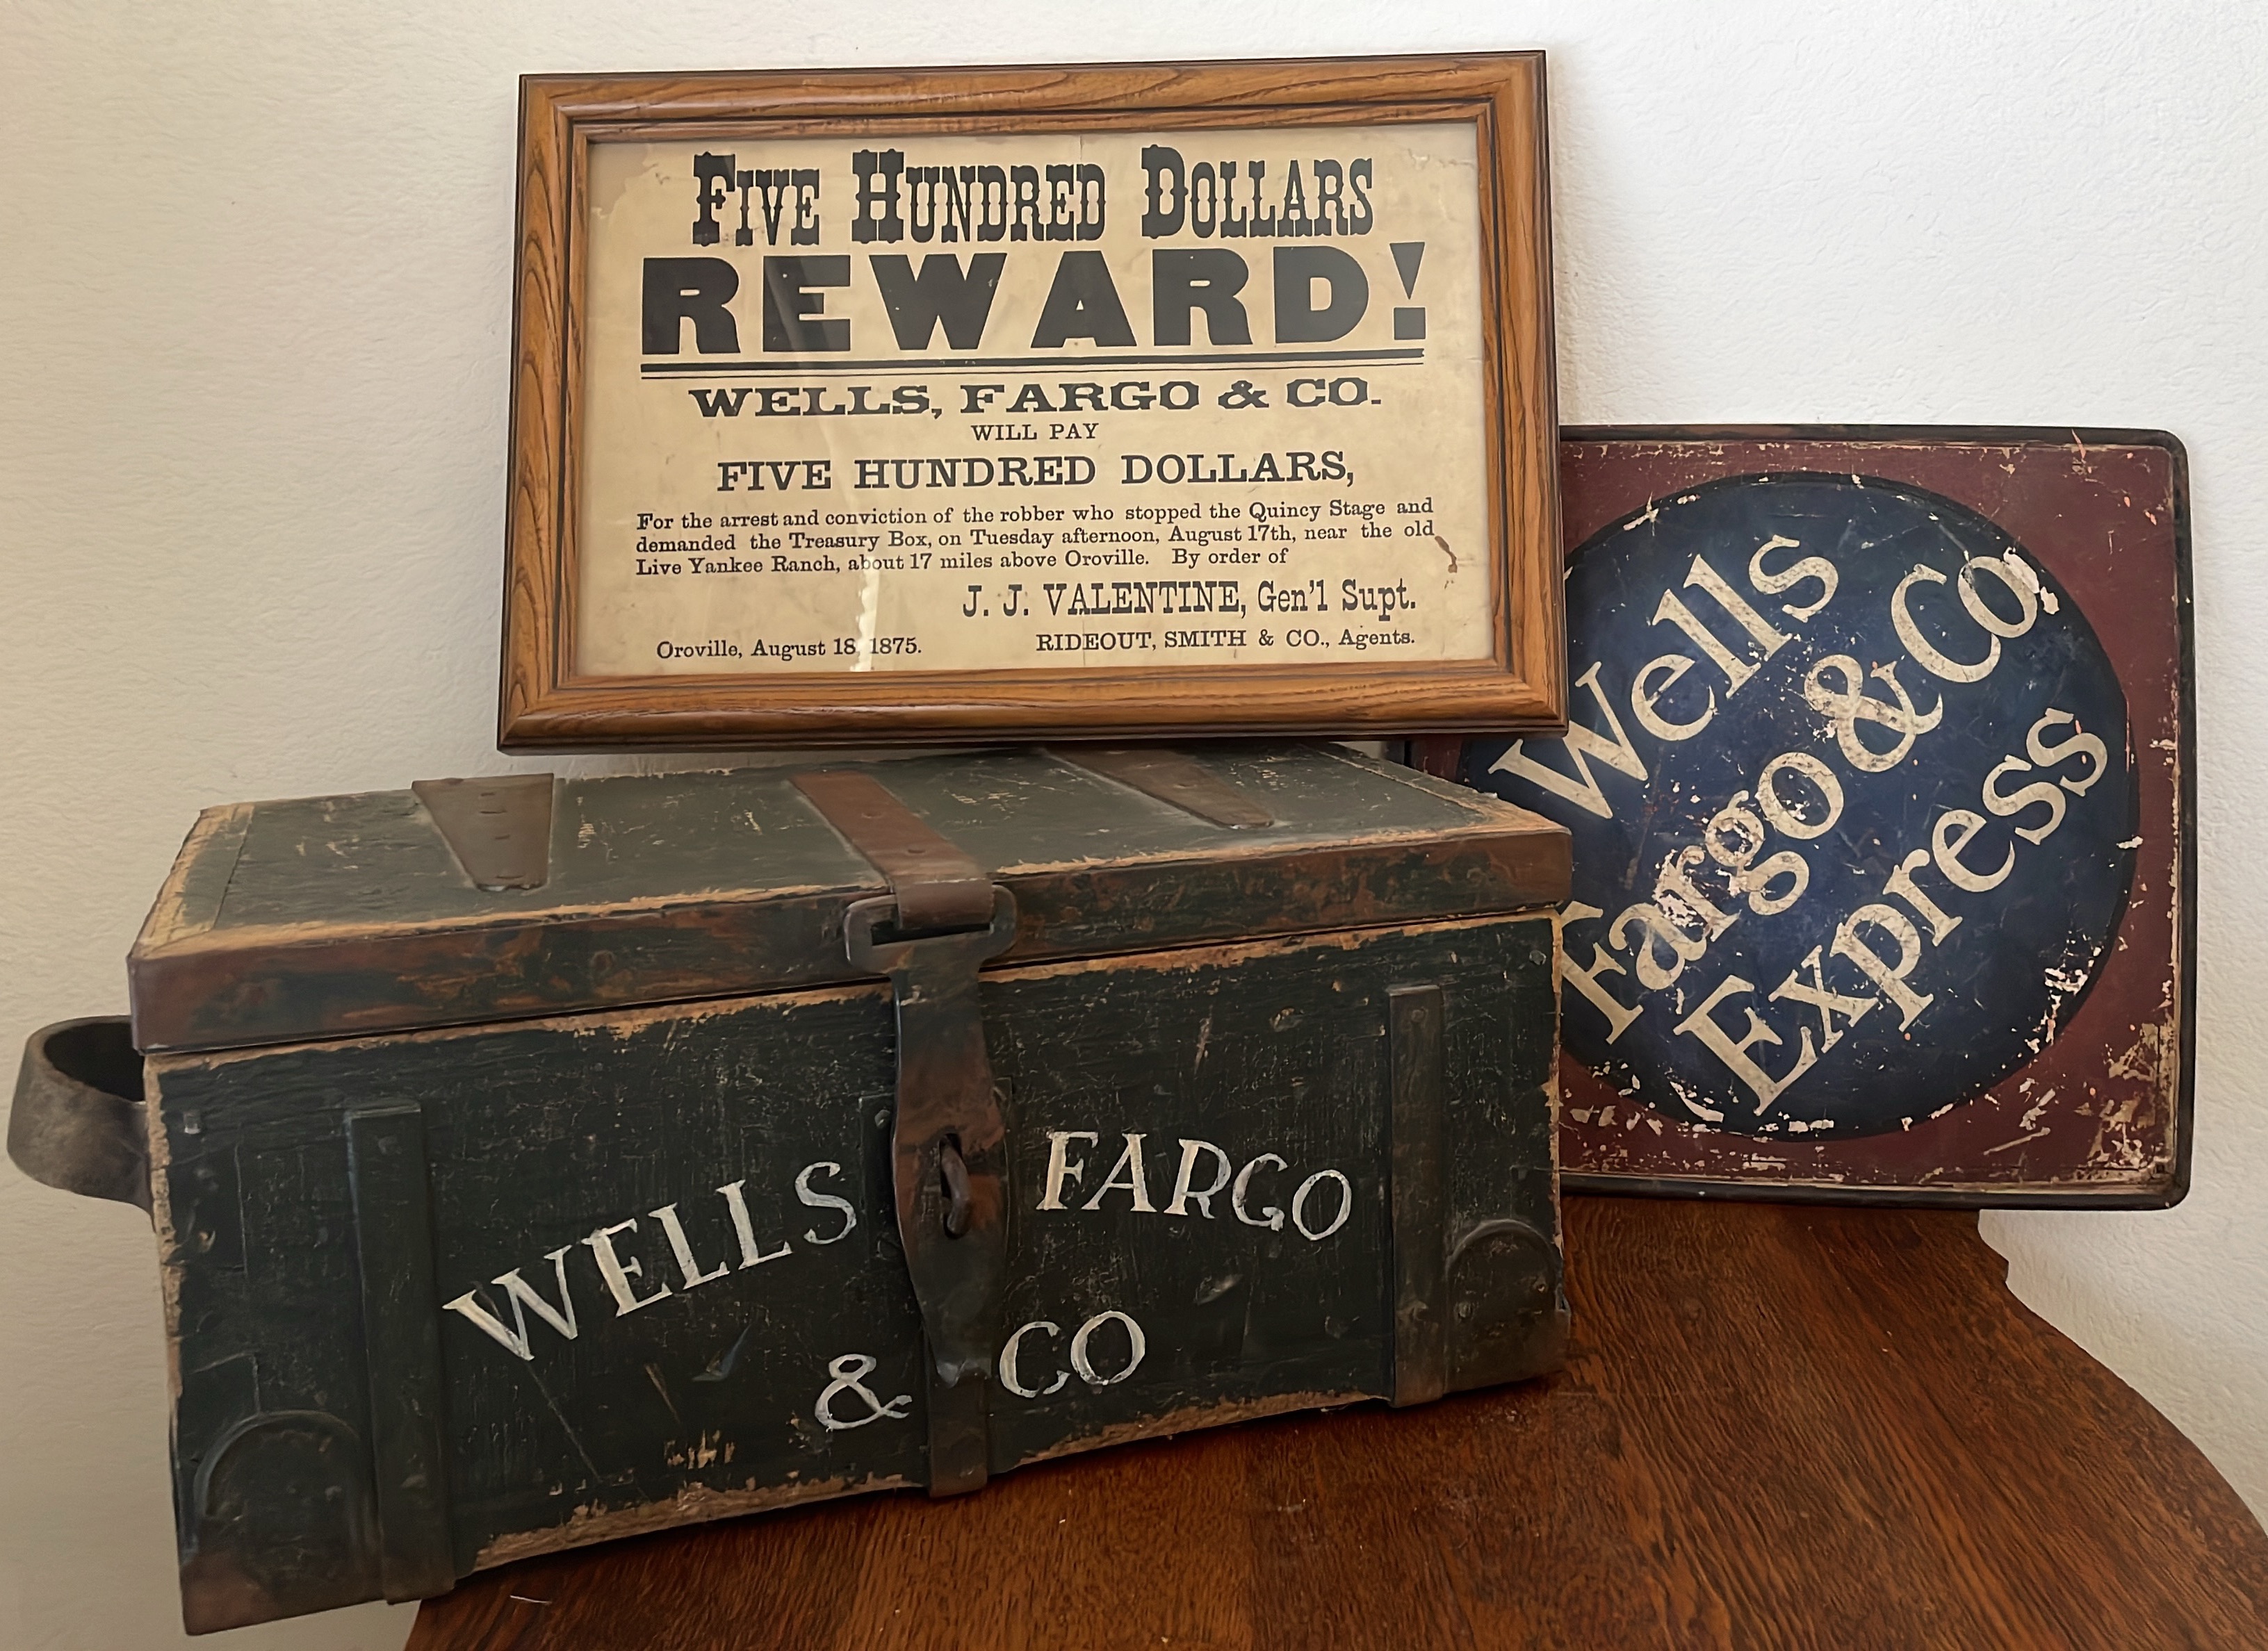 FIVE HUNDRED DOLLARS
REWARD!
WELLS, FARGO & CO.
WILL PAY
FIVE HUNDRED DOLLARS,
For the arrest and conviction of the robber who stopped the Quincy Stage and
demanded the Treasury Box, on Tuesday afternoon, August 17th, near the old
Live Yankee Ranch, about 17 miles above Oroville. By order of
J. J. VALENTINE, Gen'l Supt.
Oroville, August 18, 1875.
RIDEOUT, SMITH & CO., Agents.
Wells
Fargo & Co.
Express
WELLS FARGO
& CO